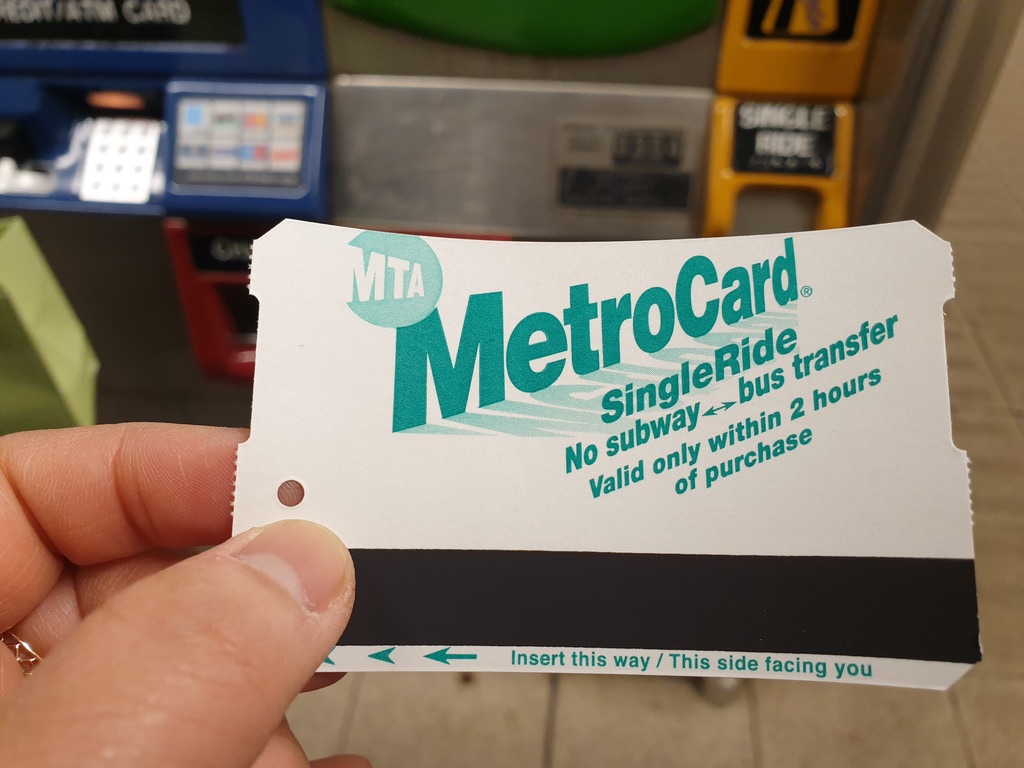 CREDIT/ATM CARD
SINGLE
RIDE
MTA
MetroCard®
SingleRide
No subway↔bus transfer
Valid only within 2 hours
of purchase
Insert this way / This side facing you